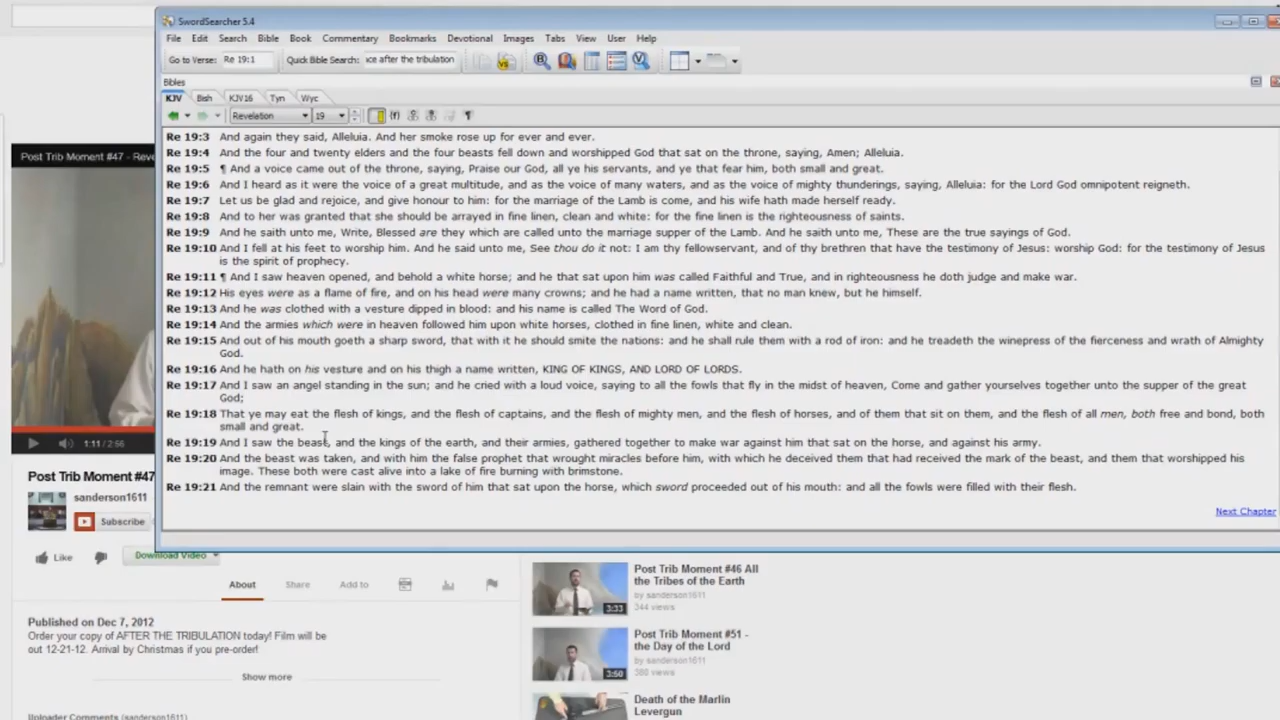 SwordSearcher 5.4
File Edit Search Bible Book Commentary Bookmarks Devotional Images Tabs View User Help
Go to Verse: Re 19:1 Quick Bible Search: ice after the tribulation
Bibles
KJV Bish KJV16 Tyn Wyc
Revelation 19
Re 19:3 And again they said, Alleluia. And her smoke rose up for ever and ever.
Re 19:4 And the four and twenty elders and the four beasts fell down and worshipped God that sat on the throne, saying, Amen; Alleluia.
Re 19:5 ¶ And a voice came out of the throne, saying, Praise our God, all ye his servants, and ye that fear him, both small and great.
Re 19:6 And I heard as it were the voice of a great multitude, and as the voice of many waters, and as the voice of mighty thunderings, saying, Alleluia: for the Lord God omnipotent reigneth.
Re 19:7 Let us be glad and rejoice, and give honour to him: for the marriage of the Lamb is come, and his wife hath made herself ready.
Re 19:8 And to her was granted that she should be arrayed in fine linen, clean and white: for the fine linen is the righteousness of saints.
Re 19:9 And he saith unto me, Write, Blessed are they which are called unto the marriage supper of the Lamb. And he saith unto me, These are the true sayings of God.
Re 19:10 And I fell at his feet to worship him. And he said unto me, See thou do it not: I am thy fellowservant, and of thy brethren that have the testimony of Jesus: worship God: for the testimony of Jesus
is the spirit of prophecy.
Re 19:11 ¶ And I saw heaven opened, and behold a white horse; and he that sat upon him was called Faithful and True, and in righteousness he doth judge and make war.
Re 19:12 His eyes were as a flame of fire, and on his head were many crowns; and he had a name written, that no man knew, but he himself.
Re 19:13 And he was clothed with a vesture dipped in blood: and his name is called The Word of God.
Re 19:14 And the armies which were in heaven followed him upon white horses, clothed in fine linen, white and clean.
Re 19:15 And out of his mouth goeth a sharp sword, that with it he should smite the nations: and he shall rule them with a rod of iron: and he treadeth the winepress of the fierceness and wrath of Almighty
God.
Re 19:16 And he hath on his vesture and on his thigh a name written, KING OF KINGS, AND LORD OF LORDS.
Re 19:17 And I saw an angel standing in the sun; and he cried with a loud voice, saying to all the fowls that fly in the midst of heaven, Come and gather yourselves together unto the supper of the great
God;
Re 19:18 That ye may eat the flesh of kings, and the flesh of captains, and the flesh of mighty men, and the flesh of horses, and of them that sit on them, and the flesh of all men, both free and bond, both
small and great.
Re 19:19 And I saw the beast, and the kings of the earth, and their armies, gathered together to make war against him that sat on the horse, and against his army.
Re 19:20 And the beast was taken, and with him the false prophet that wrought miracles before him, with which he deceived them that had received the mark of the beast, and them that worshipped his
image. These both were cast alive into a lake of fire burning with brimstone.
Re 19:21 And the remnant were slain with the sword of him that sat upon the horse, which sword proceeded out of his mouth: and all the fowls were filled with their flesh.
Next Chapter
Post Trib Moment #47 - Reve
1:11 / 2:56
Post Trib Moment #47
sanderson1611
Subscribe
Like Download Video
About Share Add to
Published on Dec 7, 2012
Order your copy of AFTER THE TRIBULATION today! Film will be
out 12-21-12. Arrival by Christmas if you pre-order!
Show more
Uploader Comments (sanderson1611)
3:33
Post Trib Moment #46 All
the Tribes of the Earth
by sanderson1611
344 views
3:50
Post Trib Moment #51 -
the Day of the Lord
by sanderson1611
views
Death of the Marlin
Levergun